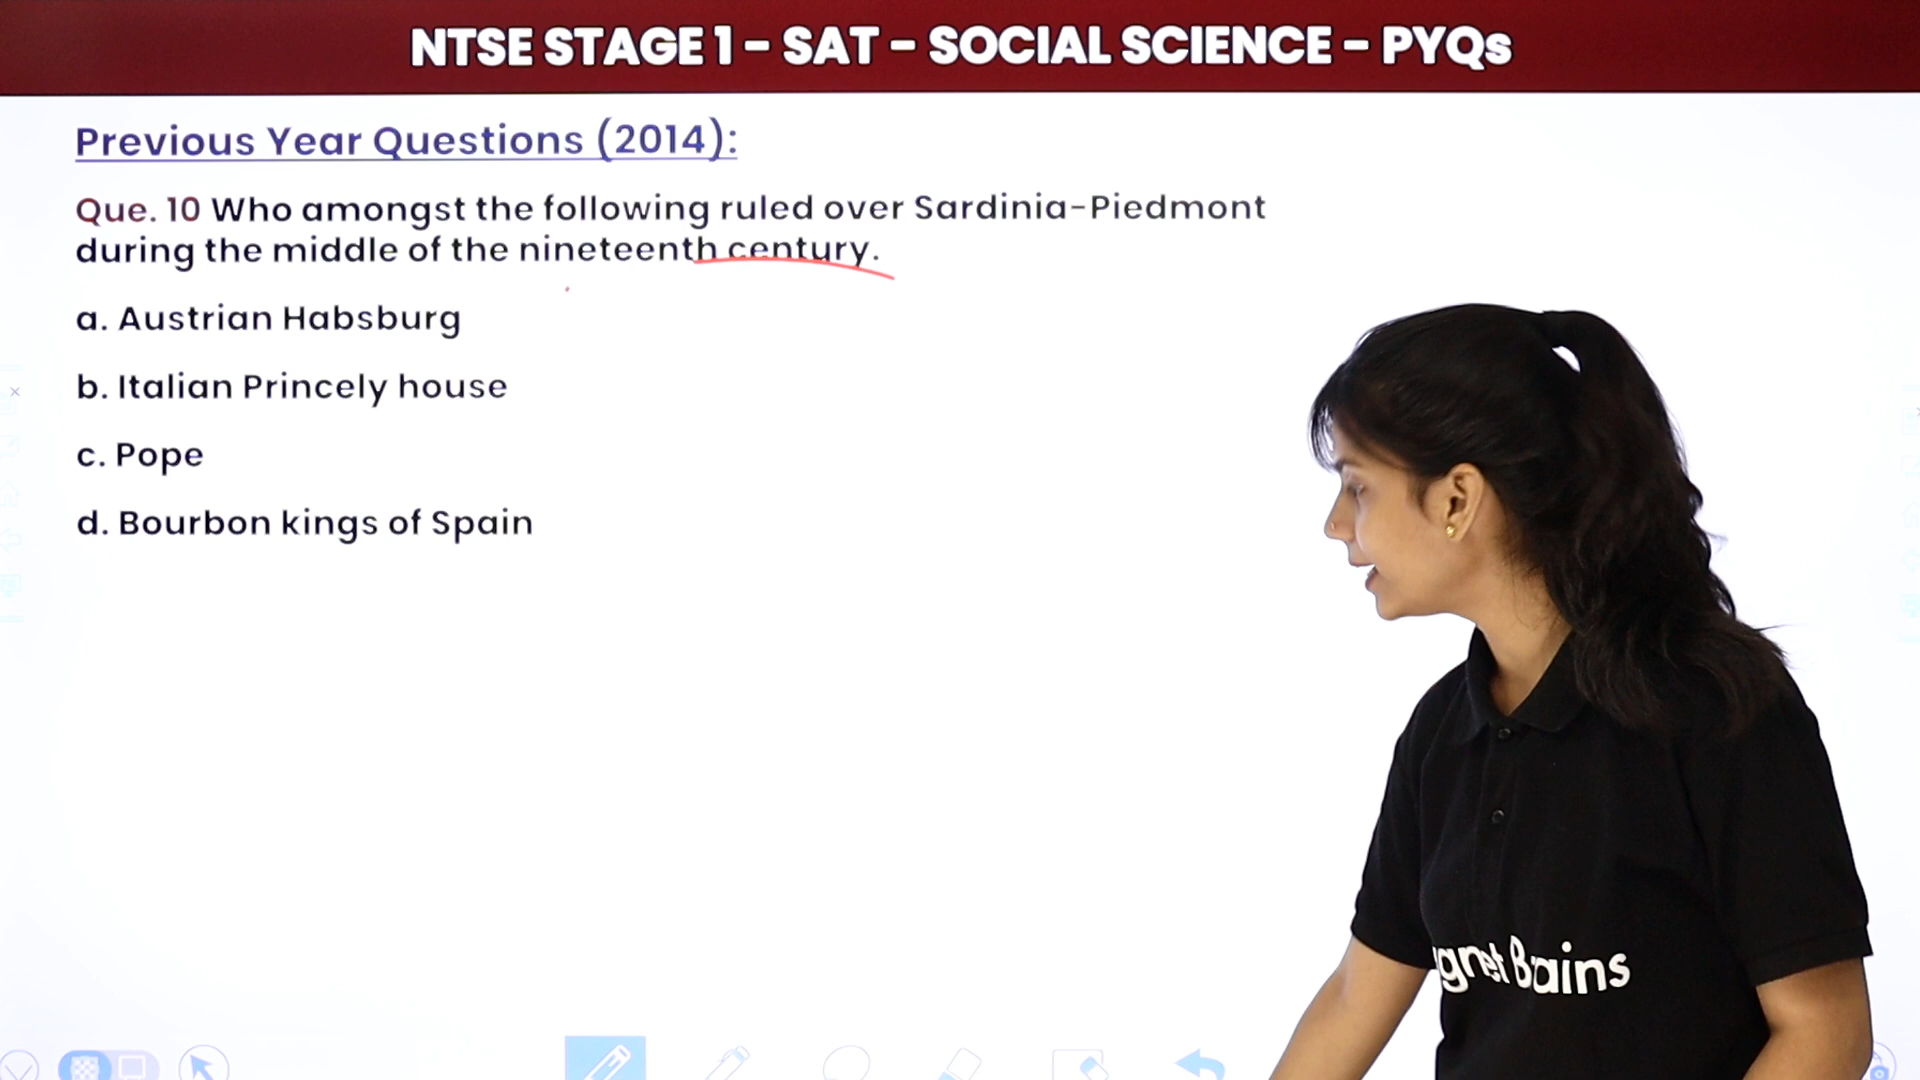 NTSE STAGE 1 – SAT – SOCIAL SCIENCE – PYQs
Previous Year Questions (2014):
Que. 10 Who amongst the following ruled over Sardinia-Piedmont
during the middle of the nineteenth century.
a. Austrian Habsburg
b. Italian Princely house
c. Pope
d. Bourbon kings of Spain
gnet Brains